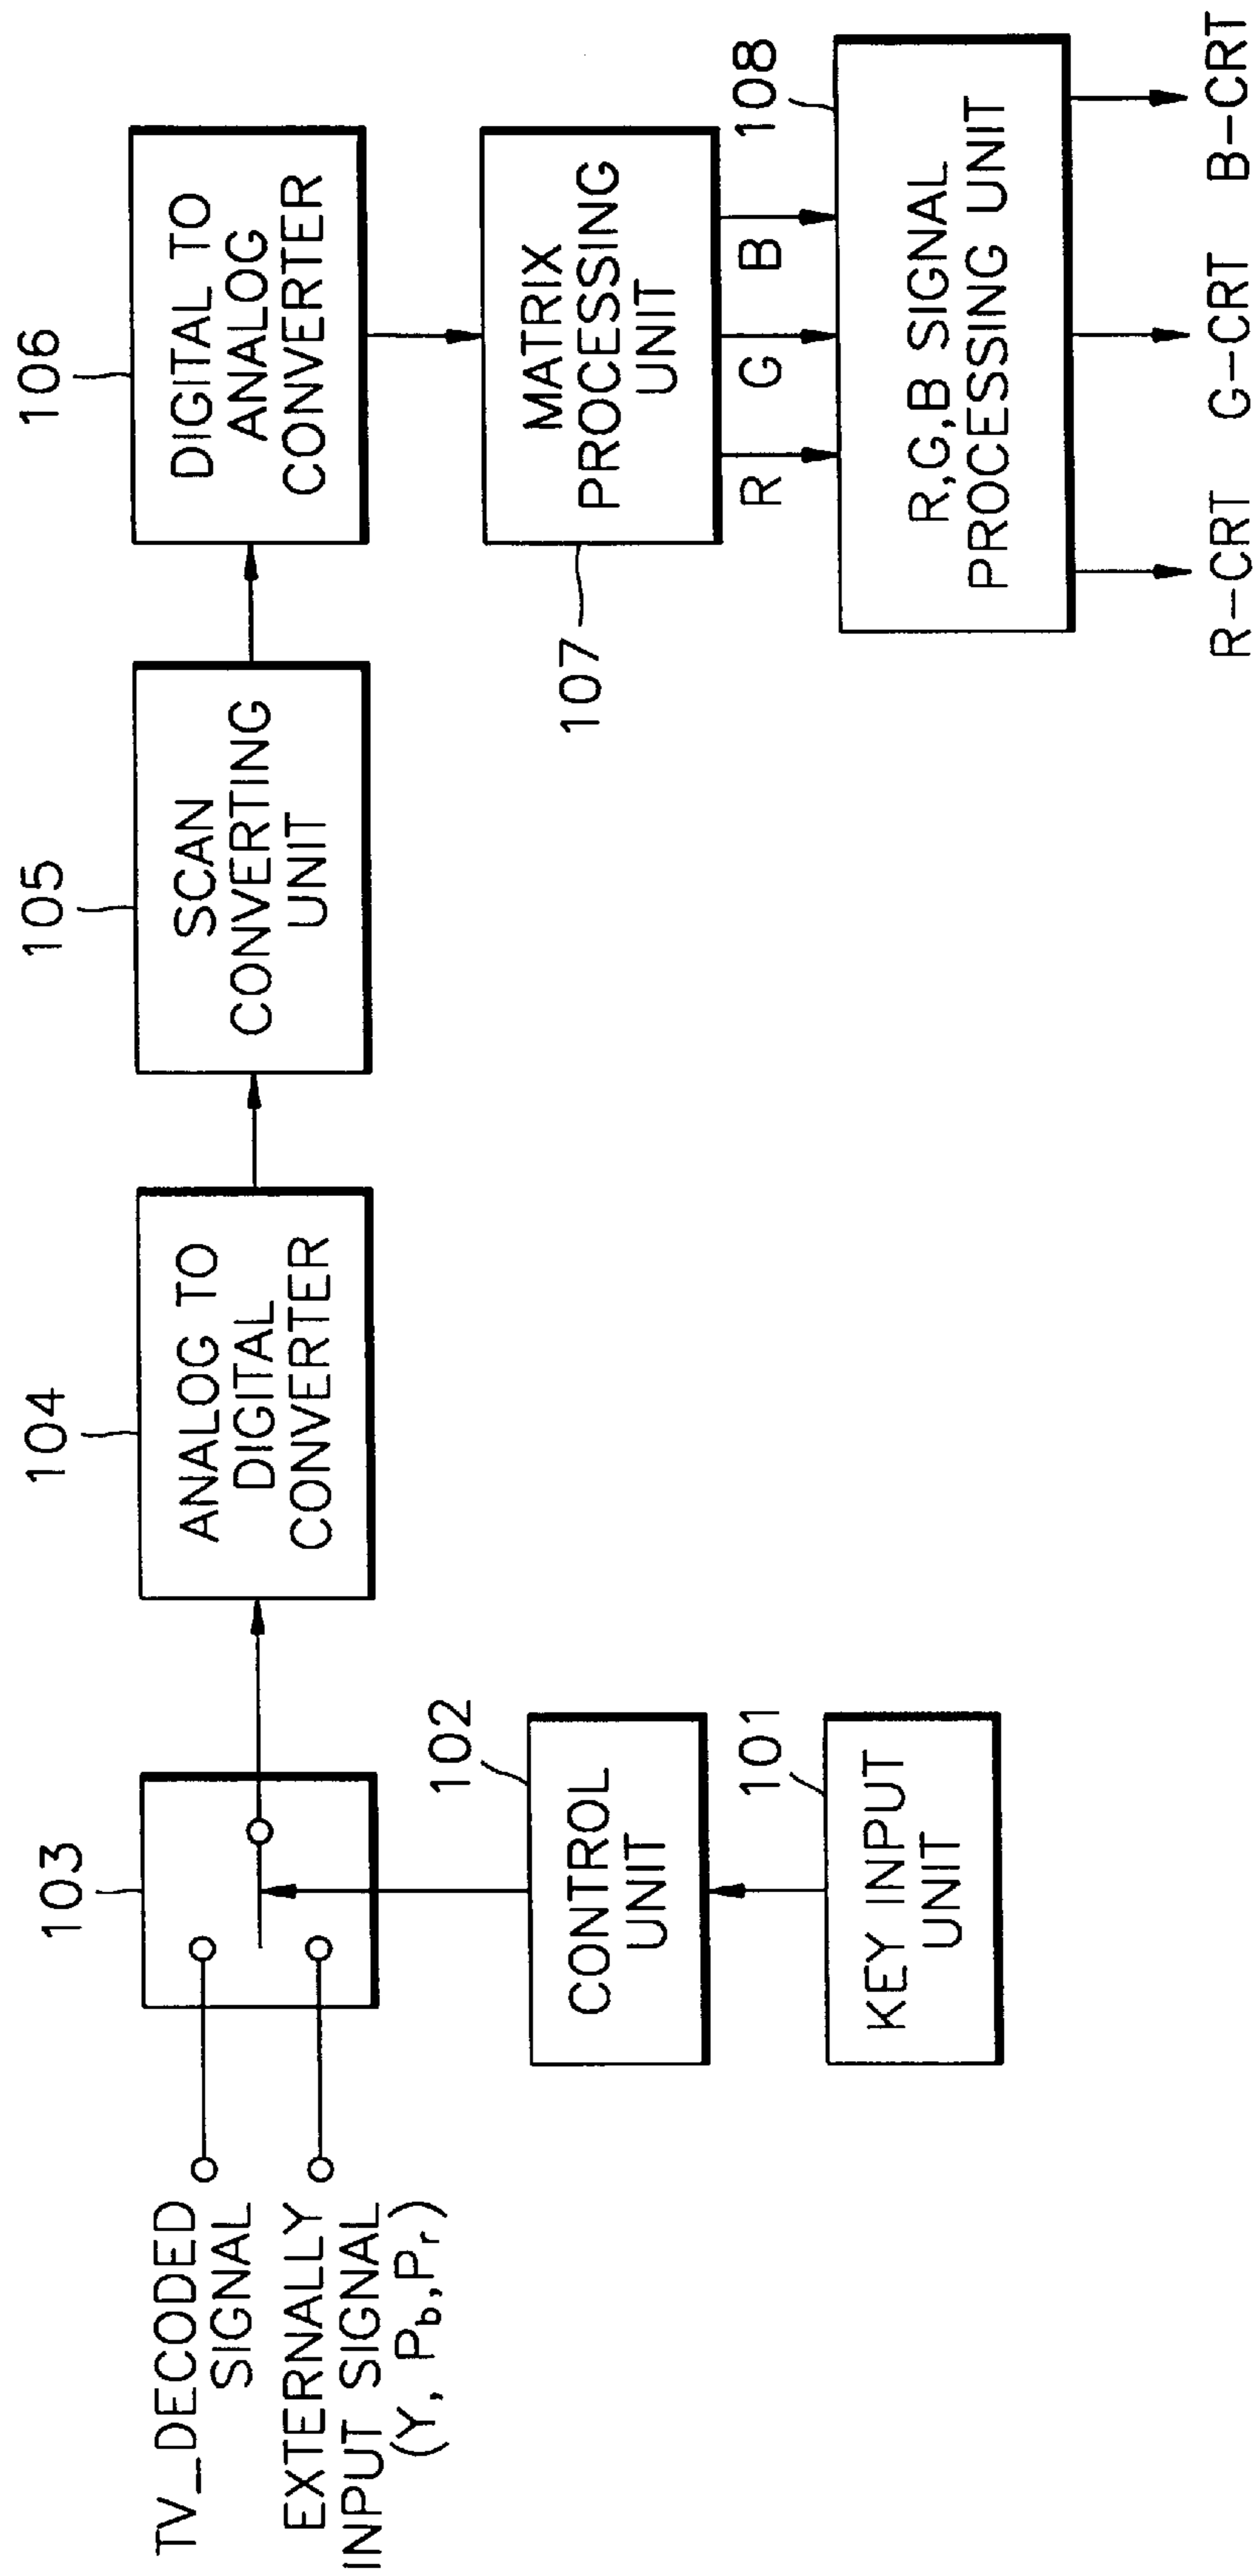 TV_DECODED
SIGNAL
EXTERNALLY
INPUT SIGNAL
(Y, Pb,Pr)
103
102
CONTROL
UNIT
101
KEY INPUT
UNIT
104
ANALOG TO
DIGITAL
CONVERTER
105
SCAN
CONVERTING
UNIT
106
DIGITAL TO
ANALOG
CONVERTER
107
MATRIX
PROCESSING
UNIT
R G B
108
R,G,B SIGNAL
PROCESSING UNIT
R-CRT G-CRT B-CRT